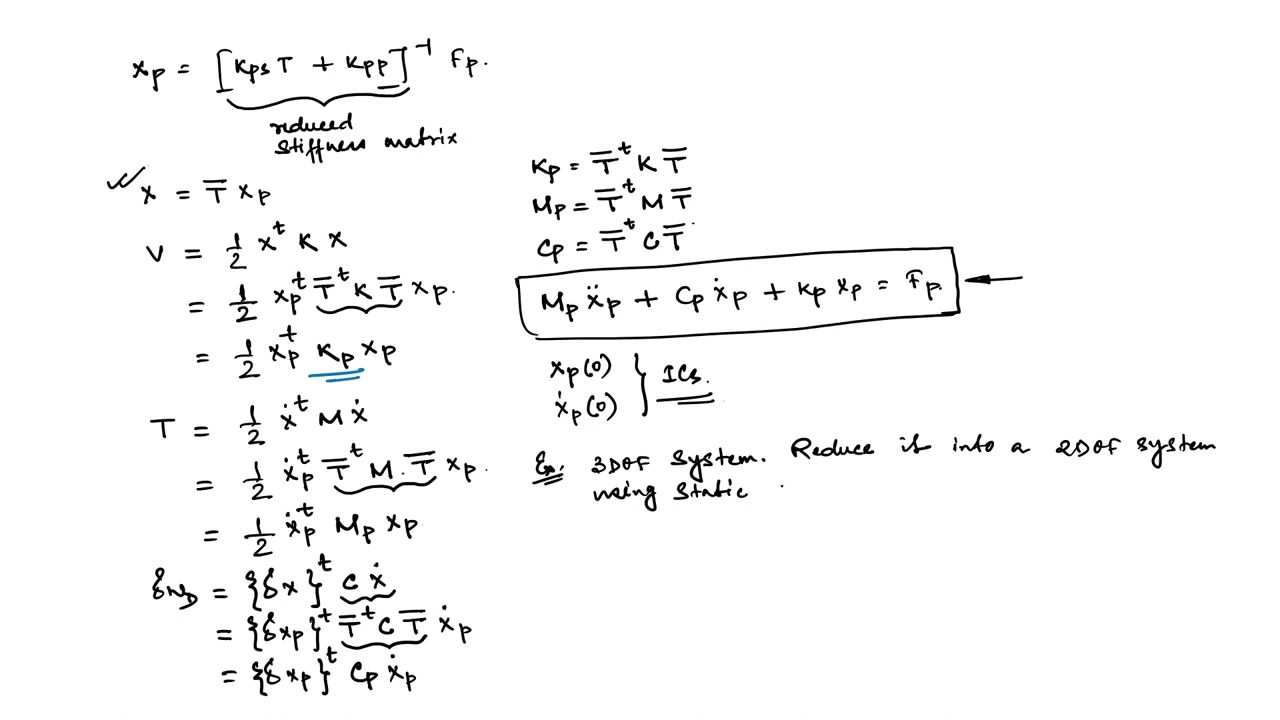 xp = [Kps T + Kpp]⁻¹ Fp.
reduced
stiffness matrix
x = T̿ xp
V = 1/2 xᵗ K x
= 1/2 xpᵗ T̿ᵗ K T̿ xp.
= 1/2 xpᵗ Kp xp
T = 1/2 ẋᵗ M ẋ
= 1/2 ẋpᵗ T̿ᵗ M . T̿ xp.
= 1/2 ẋpᵗ Mp xp
δWD = {δx}ᵗ C ẋ
= {δxp}ᵗ T̿ᵗ C T̿ ẋp
= {δxp}ᵗ Cp ẋp
Kp = T̿ᵗ K T̿
Mp = T̿ᵗ M T̿
Cp = T̿ᵗ C T̿
Mp ẍp + Cp ẋp + Kp xp = Fp.
xp(0)
ẋp(0) } ICs.
Ex. 3DOF system. Reduce it into a 2DOF system
using static